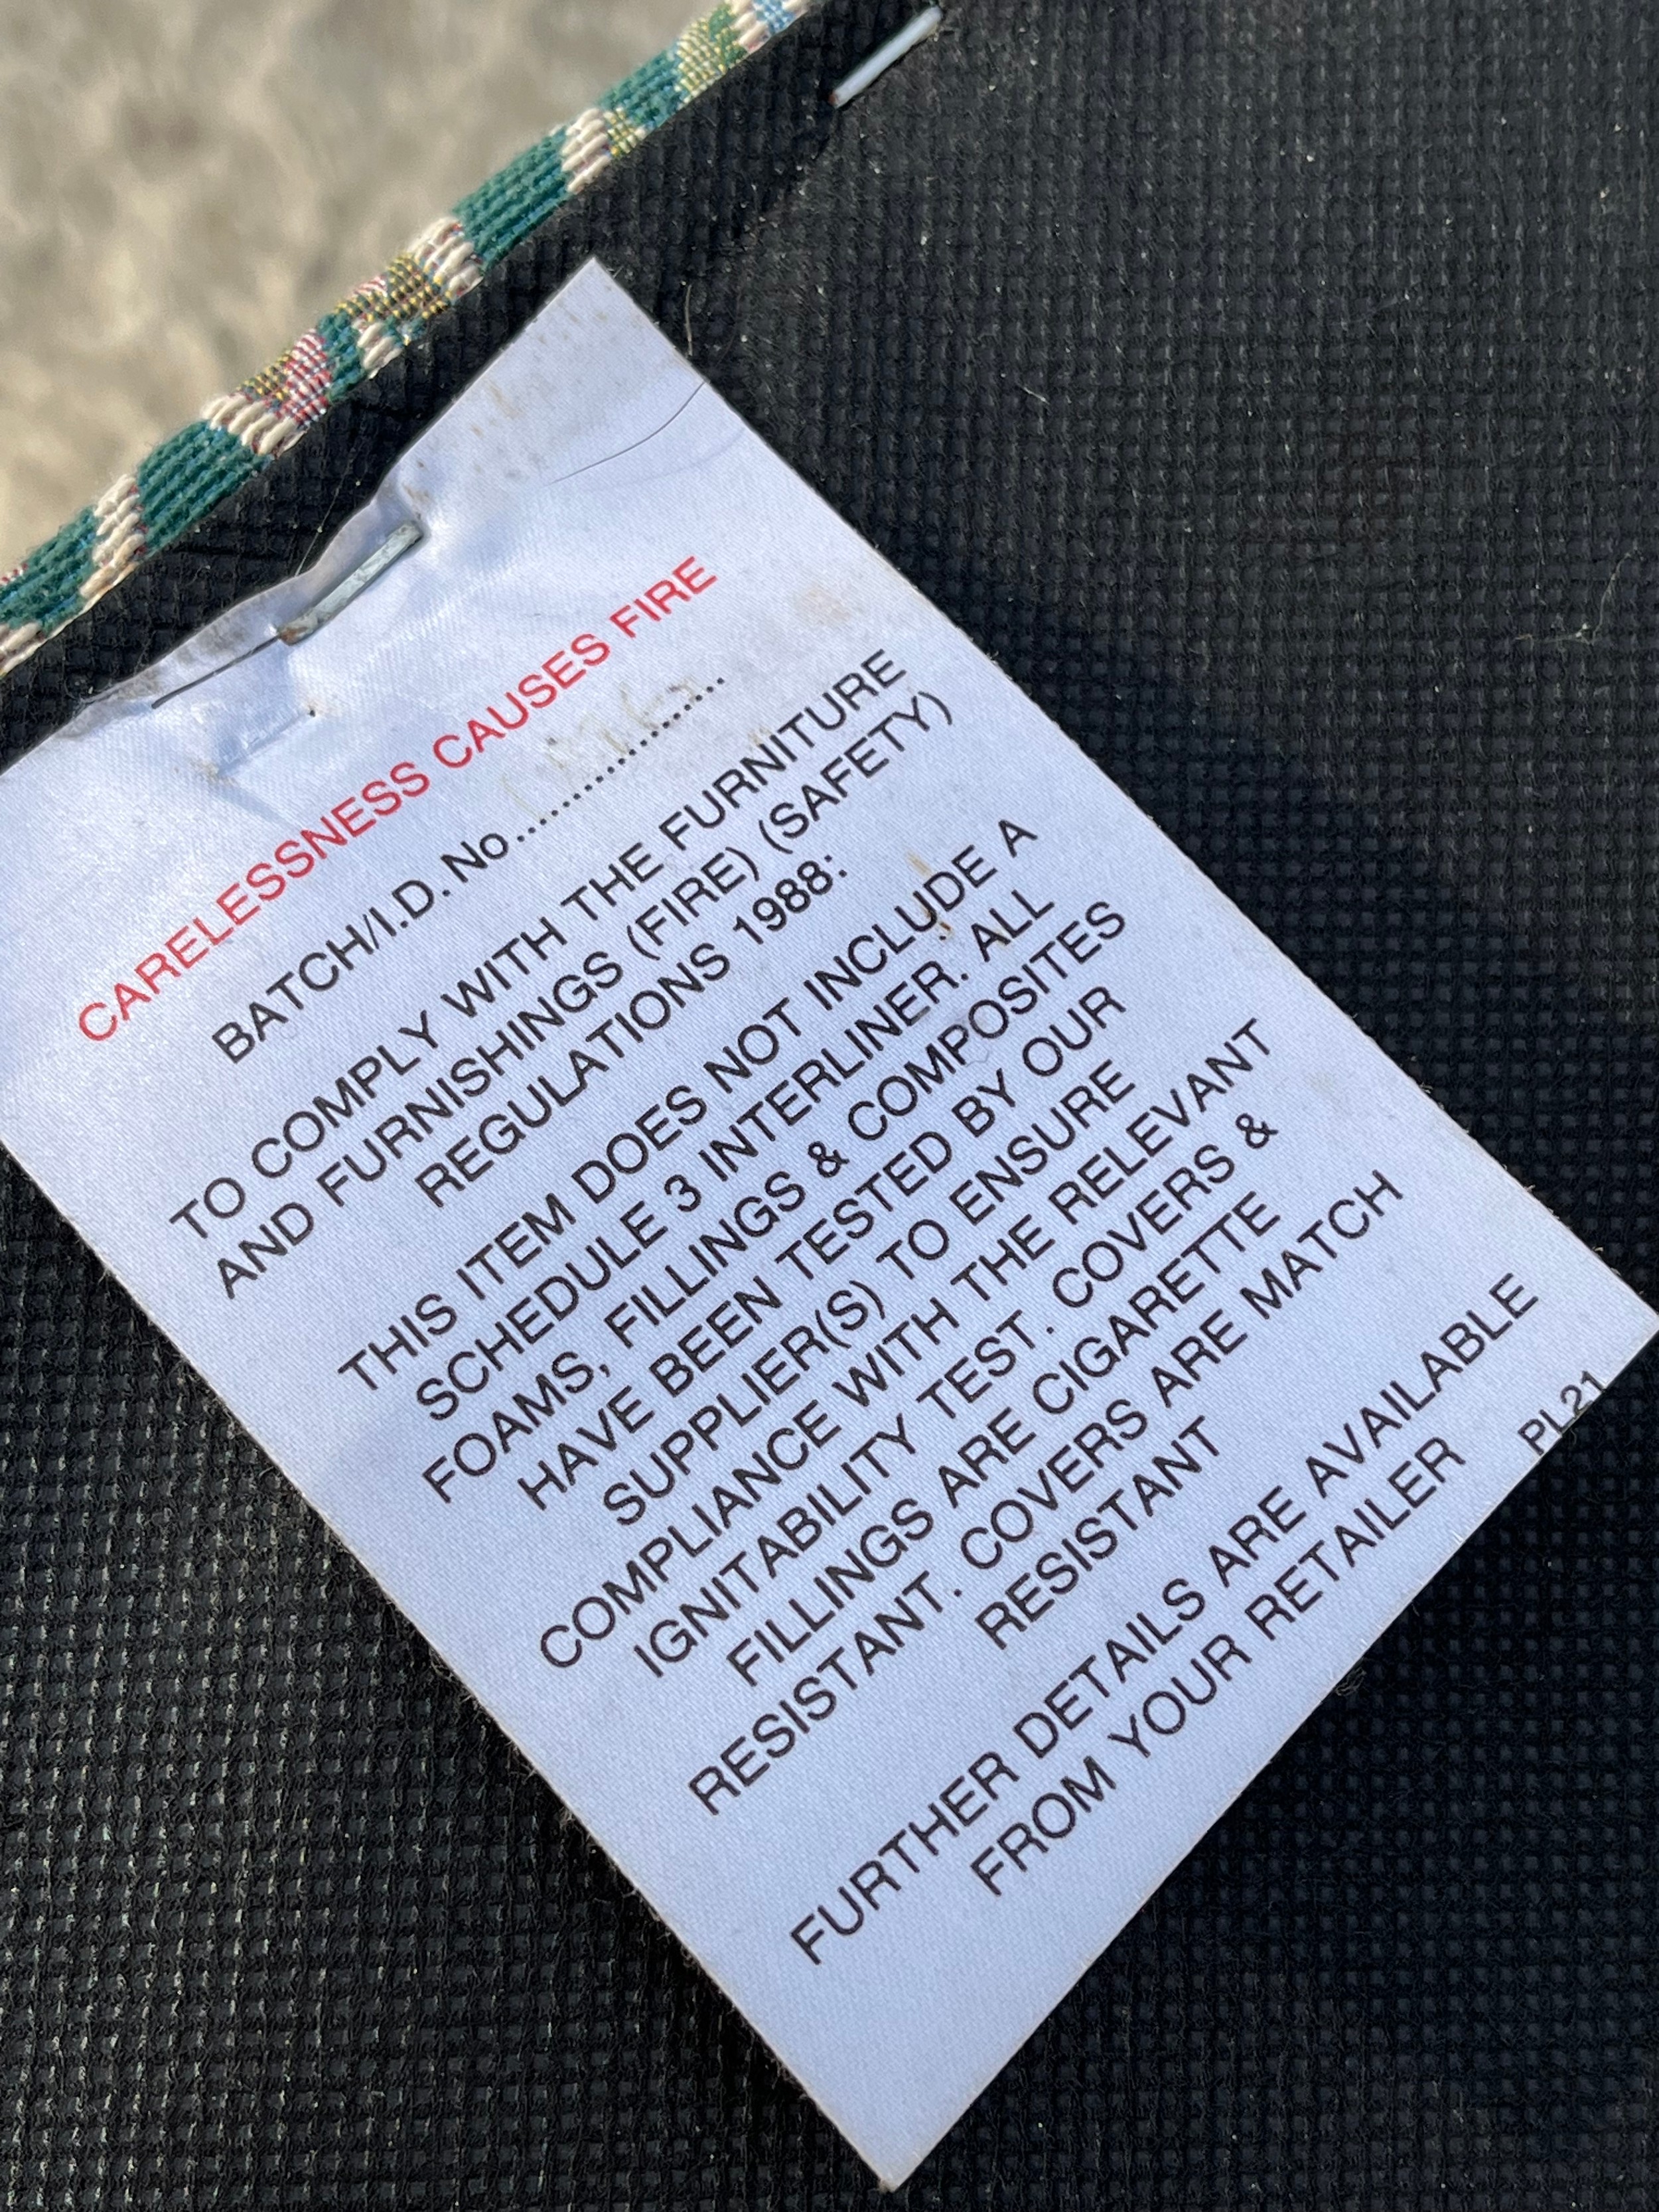 CARELESSNESS CAUSES FIRE
BATCH/I.D. No....................
TO COMPLY WITH THE FURNITURE
AND FURNISHINGS (FIRE) (SAFETY)
REGULATIONS 1988:
THIS ITEM DOES NOT INCLUDE A
SCHEDULE 3 INTERLINER. ALL
FOAMS, FILLINGS & COMPOSITES
HAVE BEEN TESTED BY OUR
SUPPLIER(S) TO ENSURE
COMPLIANCE WITH THE RELEVANT
IGNITABILITY TEST. COVERS &
FILLINGS ARE CIGARETTE
RESISTANT. COVERS ARE MATCH
RESISTANT
FURTHER DETAILS ARE AVAILABLE
FROM YOUR RETAILER
PL21